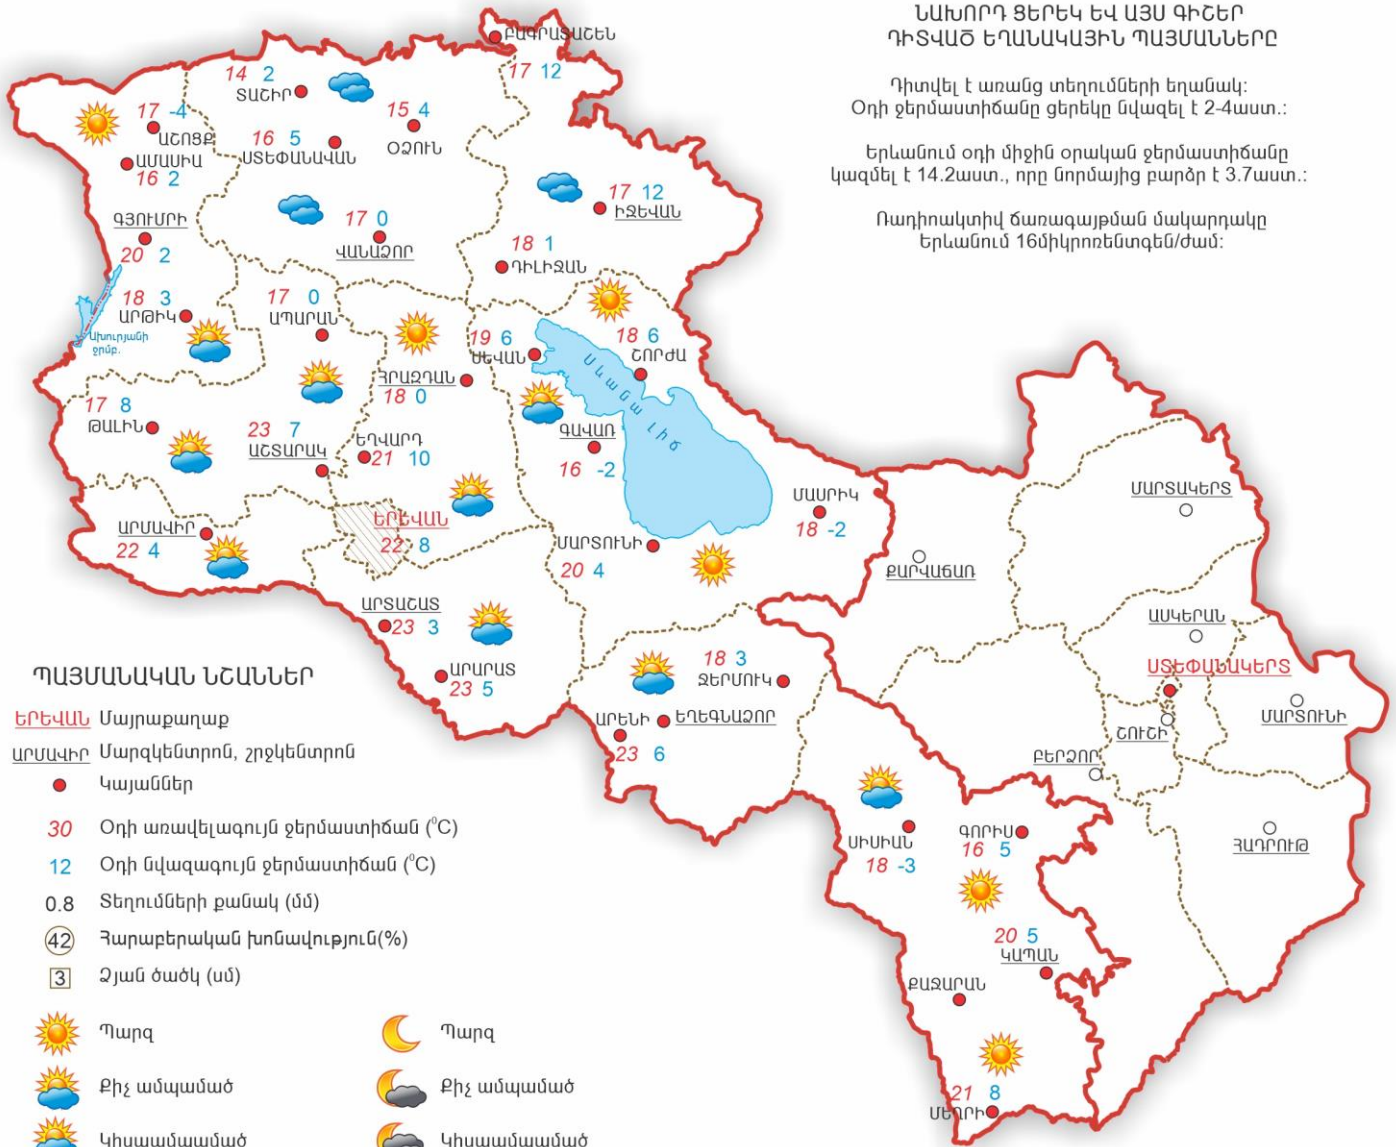 ՆԱԽՈՐԴ ՑԵՐԵԿ ԵՎ ԱՅՍ ԳԻՇԵՐ
ԴԻՏՎԱԾ ԵՂԱՆԱԿԱՅԻՆ ՊԱՅՄԱՆՆԵՐԸ
Դիտվել է առանց տեղումների եղանակ:
Օդի ջերմաստիճանը ցերեկը նվազել է 2-4աստ.:
Երևանում օդի միջին օրական ջերմաստիճանը
կազմել է 14.2աստ., որը նորմայից բարձր է 3.7աստ.:
Ռադիոակտիվ ճառագայթման մակարդակը
Երևանում 16միկրոռենտգեն/ժամ:
ԲԱԳՐԱՏԱՇԵՆ
17 12
14 2
ՏԱՇԻՐ
17 -4
ԱՇՈՑՔ
ԱՄԱՍԻԱ
16 2
16 5
ՍՏԵՓԱՆԱՎԱՆ
15 4
ՕՁՈՒՆ
17 12
ԻՋԵՎԱՆ
ԳՅՈՒՄՐԻ
20 2
17 0
ՎԱՆԱՁՈՐ
18 1
ԴԻԼԻՋԱՆ
18 3
ԱՐԹԻԿ
Ախուրյանի
ջրմբ.
17 0
ԱՊԱՐԱՆ
19 6
ՍԵՎԱՆ
18 6
ՇՈՐԺԱ
Սևանա լիճ
ՀՐԱԶԴԱՆ
18 0
17 8
ԹԱԼԻՆ
23 7
ԱՇՏԱՐԱԿ
ԵՂՎԱՐԴ
21 10
ԳԱՎԱՌ
16 -2
ՄԱՍՐԻԿ
18 -2
ԱՐՄԱՎԻՐ
22 4
ԵՐԵՎԱՆ
22 8
ՄԱՐՏՈՒՆԻ
20 4
ՄԱՐՏԱԿԵՐՏ
ՔԱՐՎԱՃԱՌ
ԱՐՏԱՇԱՏ
23 3
ԱՍԿԵՐԱՆ
ԱՐԱՐԱՏ
23 5
18 3
ՋԵՐՄՈՒԿ
ՍՏԵՓԱՆԱԿԵՐՏ
ԱՐԵՆԻ
23 6
ԵՂԵԳՆԱՁՈՐ
ՇՈՒՇԻ
ՄԱՐՏՈՒՆԻ
ԲԵՐՁՈՐ
ՍԻՍԻԱՆ
18 -3
ԳՈՐԻՍ
16 5
ՀԱԴՐՈՒԹ
20 5
ԿԱՊԱՆ
ՔԱՋԱՐԱՆ
21 8
ՄԵՂՐԻ
ՊԱՅՄԱՆԱԿԱՆ ՆՇԱՆՆԵՐ
ԵՐԵՎԱՆ Մայրաքաղաք
ԱՐՄԱՎԻՐ Մարզկենտրոն, շրջկենտրոն
Կայաններ
30 Օդի առավելագույն ջերմաստիճան (⁰C)
12 Օդի նվազագույն ջերմաստիճան (⁰C)
0.8 Տեղումների քանակ (մմ)
42 Հարաբերական խոնավություն(%)
3 Ձյան ծածկ (սմ)
Պարզ Պարզ
Քիչ ամպամած Քիչ ամպամած
Կիսաամպամած Կիսաամպամած